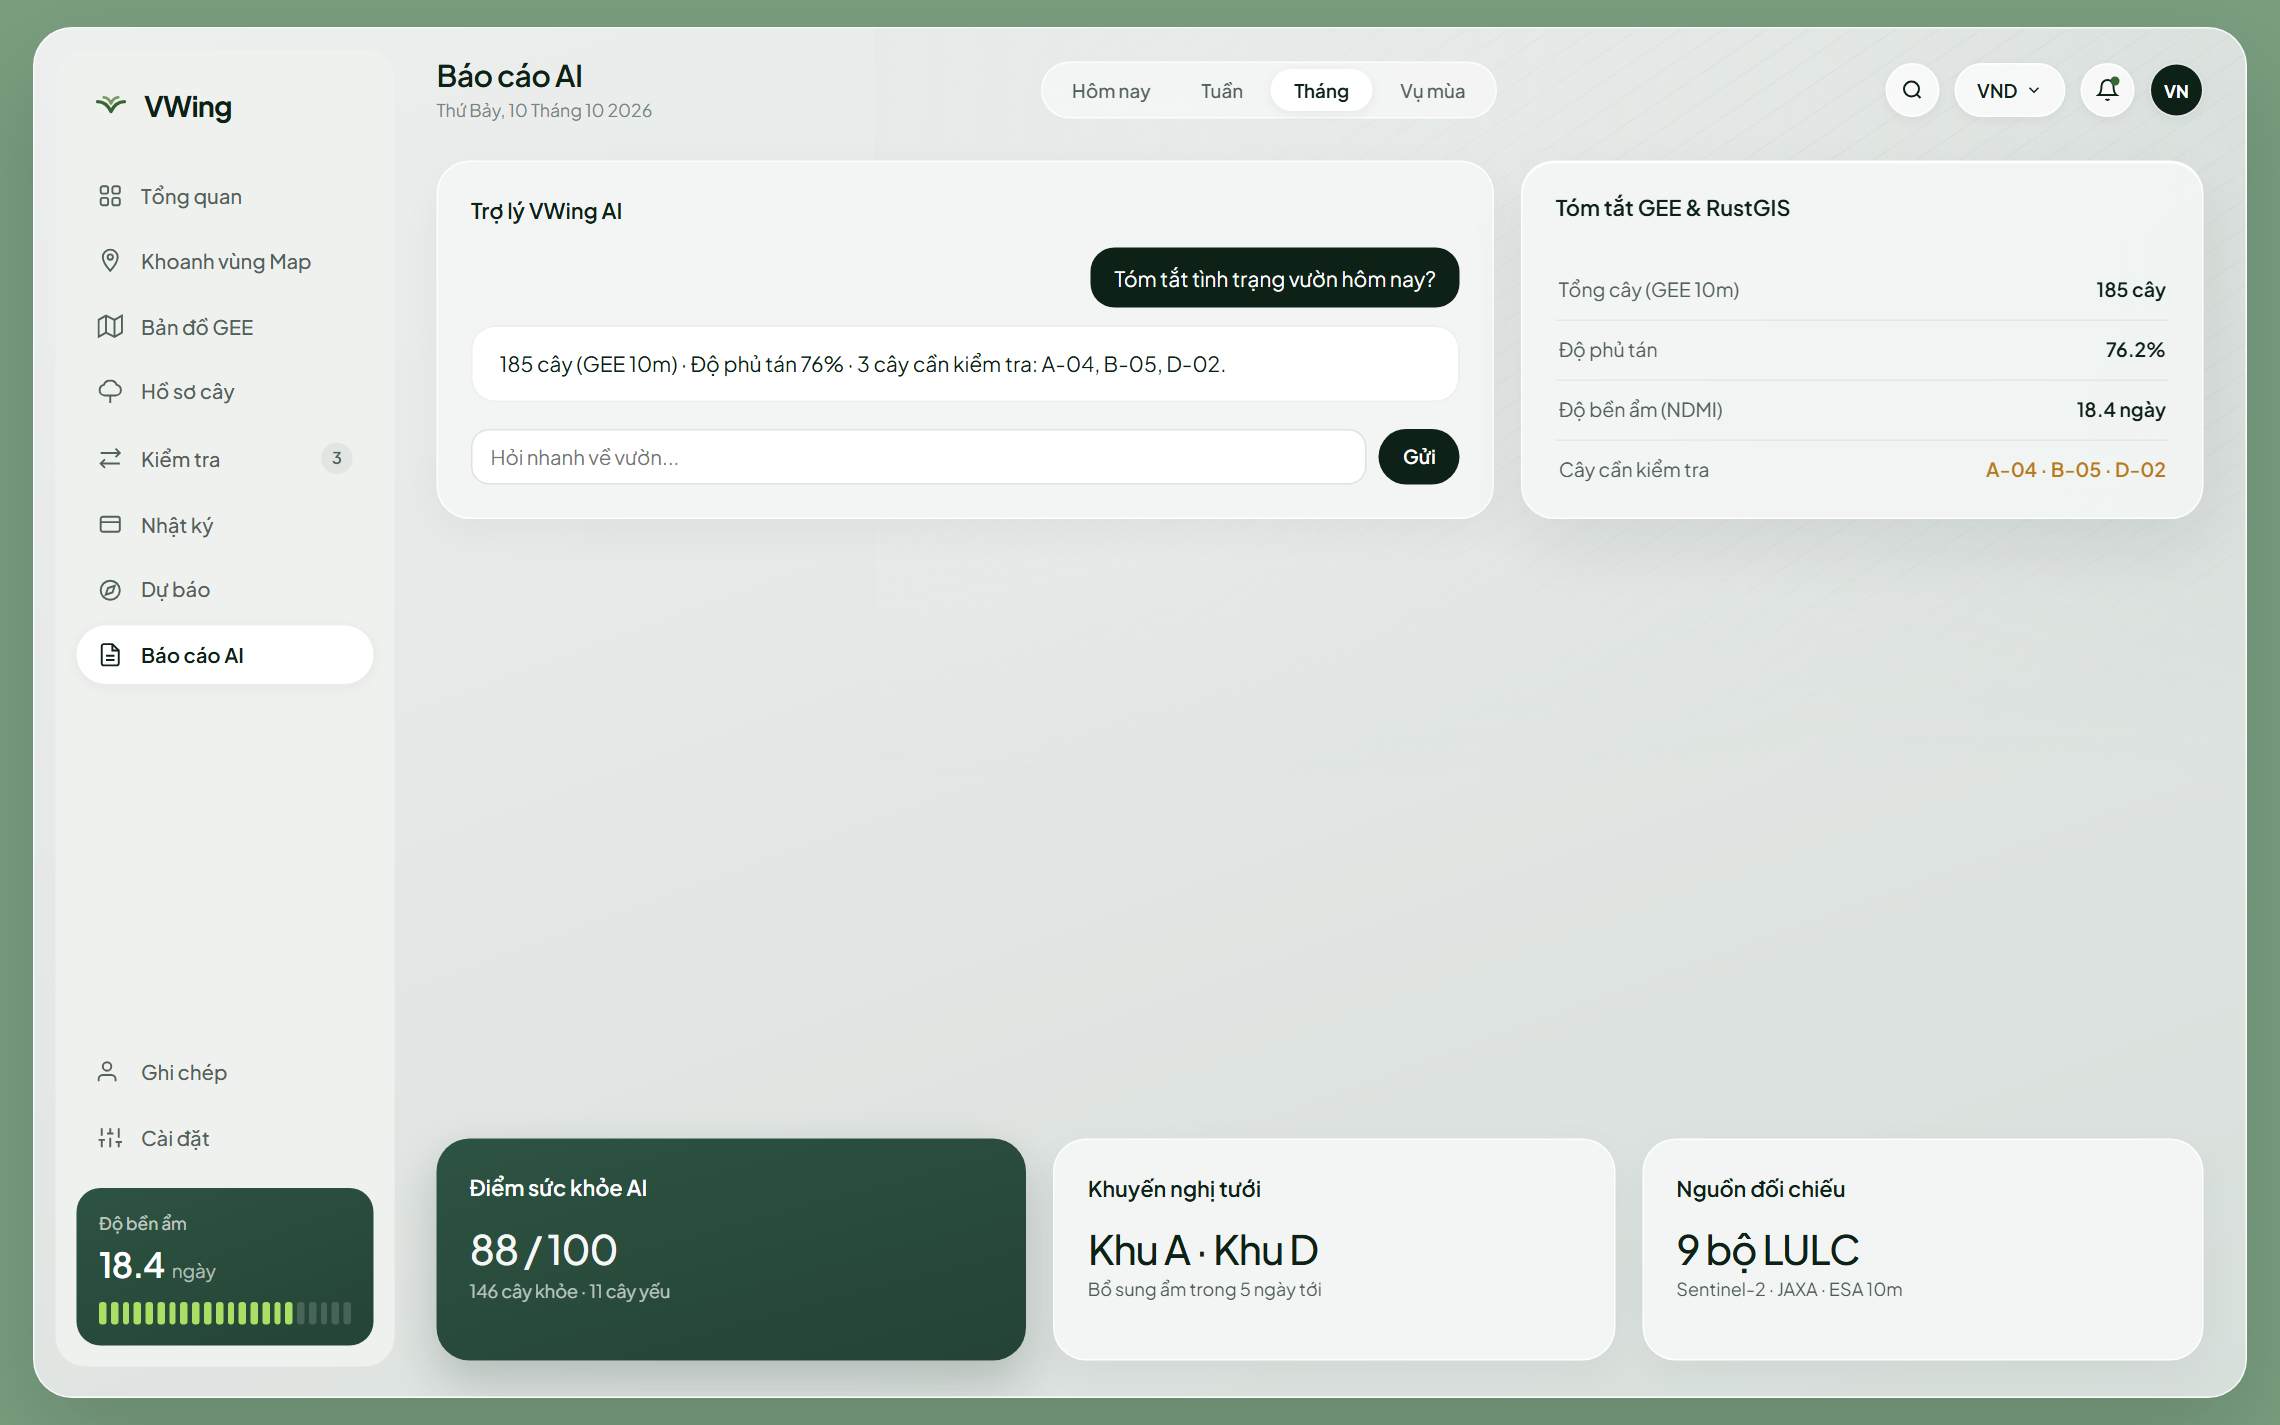 VWing
Tổng quan
Khoanh vùng Map
Bản đồ GEE
Hồ sơ cây
Kiểm tra 3
Nhật ký
Dự báo
Báo cáo AI
Ghi chép
Cài đặt
Độ bền ẩm
18.4 ngày
Báo cáo AI
Thứ Bảy, 10 Tháng 10 2026
Hôm nay Tuần Tháng Vụ mùa
VND
VN
Trợ lý VWing AI
Tóm tắt tình trạng vườn hôm nay?
185 cây (GEE 10m) · Độ phủ tán 76% · 3 cây cần kiểm tra: A-04, B-05, D-02.
Hỏi nhanh về vườn...
Gửi
Tóm tắt GEE & RustGIS
Tổng cây (GEE 10m) 185 cây
Độ phủ tán 76.2%
Độ bền ẩm (NDMI) 18.4 ngày
Cây cần kiểm tra A-04 · B-05 · D-02
Điểm sức khỏe AI
88 / 100
146 cây khỏe · 11 cây yếu
Khuyến nghị tưới
Khu A · Khu D
Bổ sung ẩm trong 5 ngày tới
Nguồn đối chiếu
9 bộ LULC
Sentinel-2 · JAXA · ESA 10m